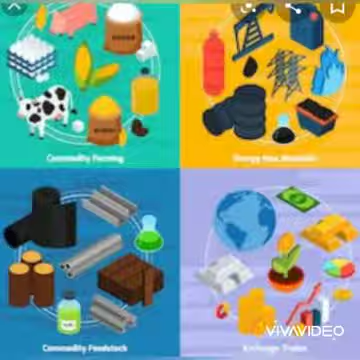 Commodity Farming
Energy Raw Materials
Commodity Feedstock
Exchange Trades
VIVAVIDEO